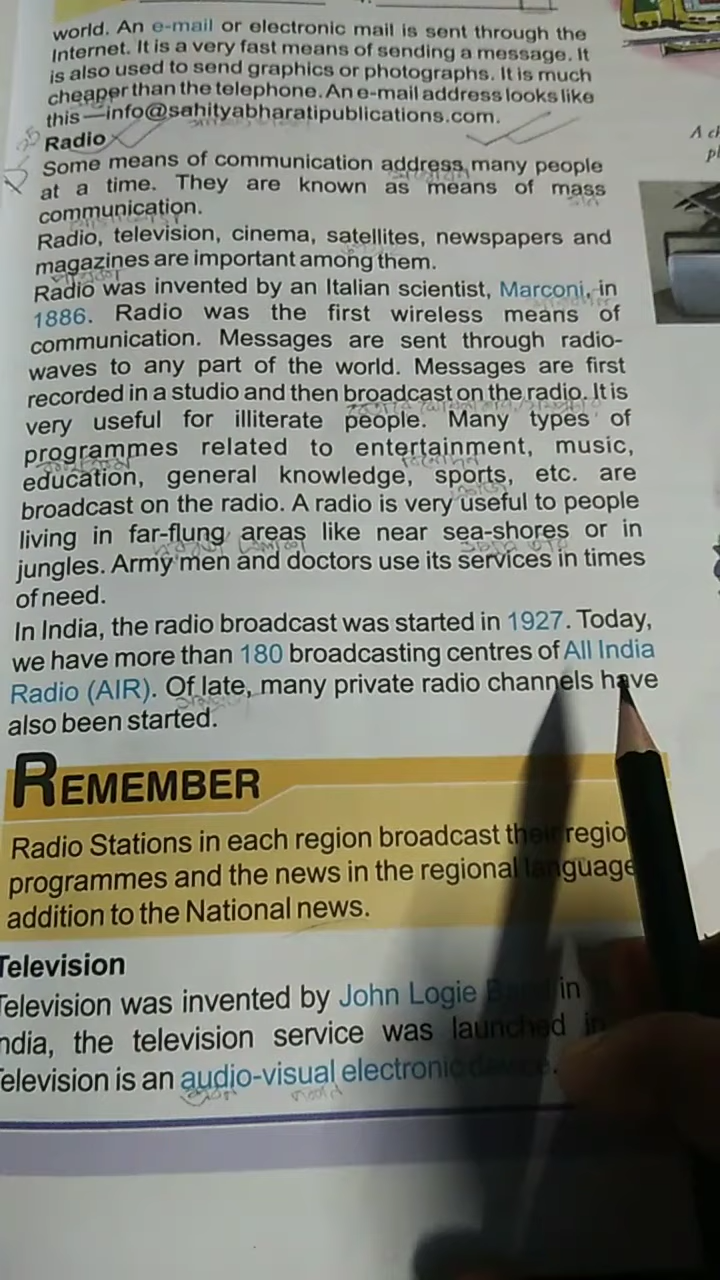 world. An e-mail or electronic mail is sent through the
Internet. It is a very fast means of sending a message. It
is also used to send graphics or photographs. It is much
cheaper than the telephone. An e-mail address looks like
this—info@sahityabharatipublications.com.
Radio
Some means of communication address many people
at a time. They are known as means of mass
communication.
Radio, television, cinema, satellites, newspapers and
magazines are important among them.
Radio was invented by an Italian scientist, Marconi, in
1886. Radio was the first wireless means of
communication. Messages are sent through radio-
waves to any part of the world. Messages are first
recorded in a studio and then broadcast on the radio. It is
very useful for illiterate people. Many types of
programmes related to entertainment, music,
education, general knowledge, sports, etc. are
broadcast on the radio. A radio is very useful to people
living in far-flung areas like near sea-shores or in
jungles. Army men and doctors use its services in times
of need.
In India, the radio broadcast was started in 1927. Today,
we have more than 180 broadcasting centres of All India
Radio (AIR). Of late, many private radio channels have
also been started.
REMEMBER
Radio Stations in each region broadcast their regio
programmes and the news in the regional language
addition to the National news.
Television
Television was invented by John Logie in
ndia, the television service was launched in
elevision is an audio-visual electronic device.
A ch
pl